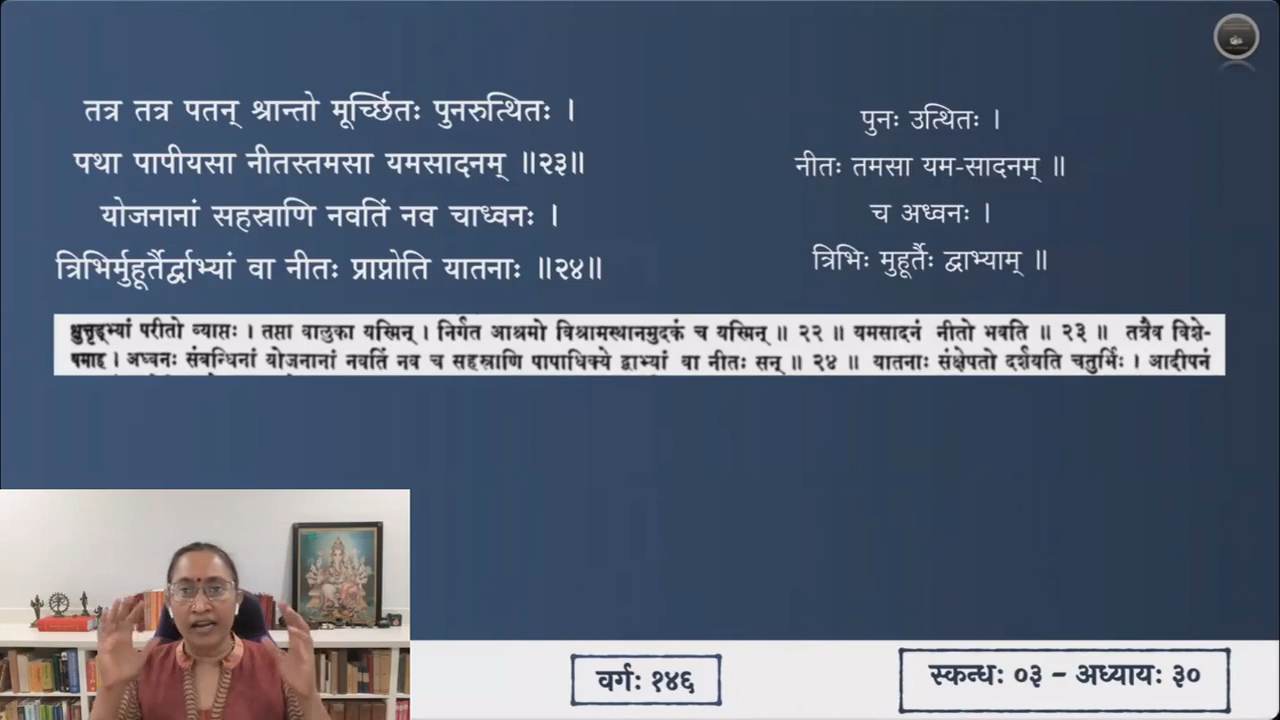 तत्र तत्र पतन् श्रान्तो मूर्च्छितः पुनरुत्थितः ।
पथा पापीयसा नीतस्तमसा यमसादनम् ॥२३॥
योजनानां सहस्राणि नवतिं नव चाध्वनः ।
त्रिभिर्मुहूर्तैर्द्वाभ्यां वा नीतः प्राप्नोति यातनाः ॥२४॥
पुनः उत्थितः ।
नीतः तमसा यम-सादनम् ॥
च अध्वनः ।
त्रिभिः मुहूर्तैः द्वाभ्याम् ॥
क्षुत्तृड्भ्यां परीतो व्याप्तः । तप्ता वालुका यस्मिन् । निर्गत आश्रमो विश्रामस्थानमुदकं च यस्मिन् ॥ २२ ॥ यमसादनं नीतो भवति ॥ २३ ॥ तत्रैव विशे-
षमाह । अध्वनः संबन्धिनां योजनानां नवतिं नव च सहस्राणि पापाधिक्ये द्वाभ्यां वा नीतः सन् ॥ २४ ॥ यातनाः संक्षेपतो दर्शयति चतुर्भिः । आदीपनं
वर्गः १४६
स्कन्धः ०३ – अध्यायः ३०